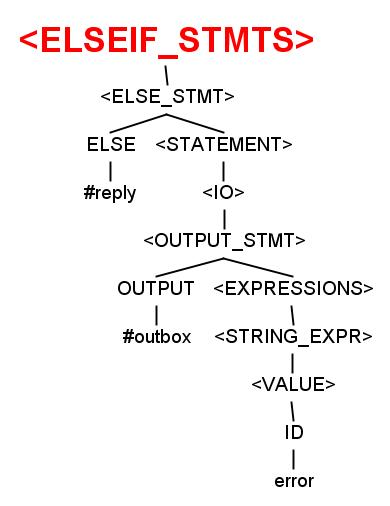 <ELSEIF_STMTS>
<ELSE_STMT>
ELSE <STATEMENT>
#reply <IO>
<OUTPUT_STMT>
OUTPUT <EXPRESSIONS>
#outbox <STRING_EXPR>
<VALUE>
ID
error